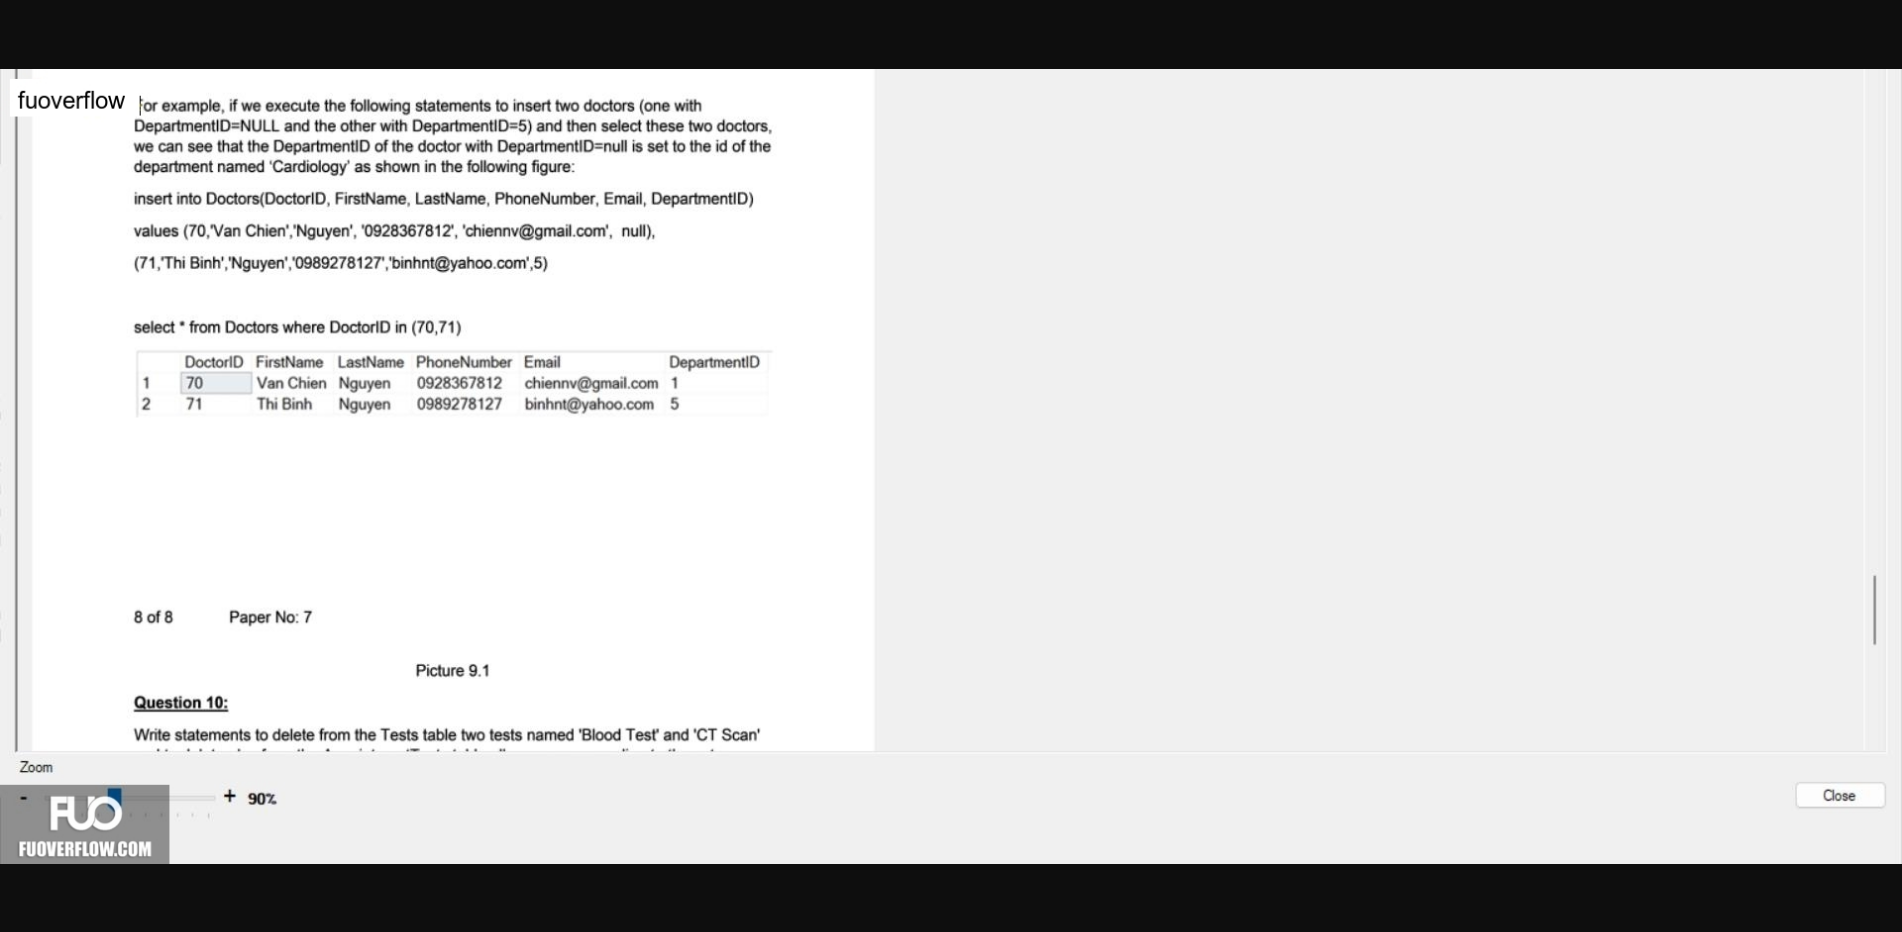 fuoverflow
for example, if we execute the following statements to insert two doctors (one with
DepartmentID=NULL and the other with DepartmentID=5) and then select these two doctors,
we can see that the DepartmentID of the doctor with DepartmentID=null is set to the id of the
department named 'Cardiology' as shown in the following figure:
insert into Doctors(DoctorID, FirstName, LastName, PhoneNumber, Email, DepartmentID)
values (70,'Van Chien','Nguyen', '0928367812', 'chiennv@gmail.com', null),
(71,'Thi Binh','Nguyen','0989278127','binhnt@yahoo.com',5)
select * from Doctors where DoctorID in (70,71)
DoctorID FirstName LastName PhoneNumber Email DepartmentID
1 70 Van Chien Nguyen 0928367812 chiennv@gmail.com 1
2 71 Thi Binh Nguyen 0989278127 binhnt@yahoo.com 5
8 of 8 Paper No: 7
Picture 9.1
Question 10:
Write statements to delete from the Tests table two tests named 'Blood Test' and 'CT Scan'
Zoom
- + 90%
Close
FUO
FUOVERFLOW.COM